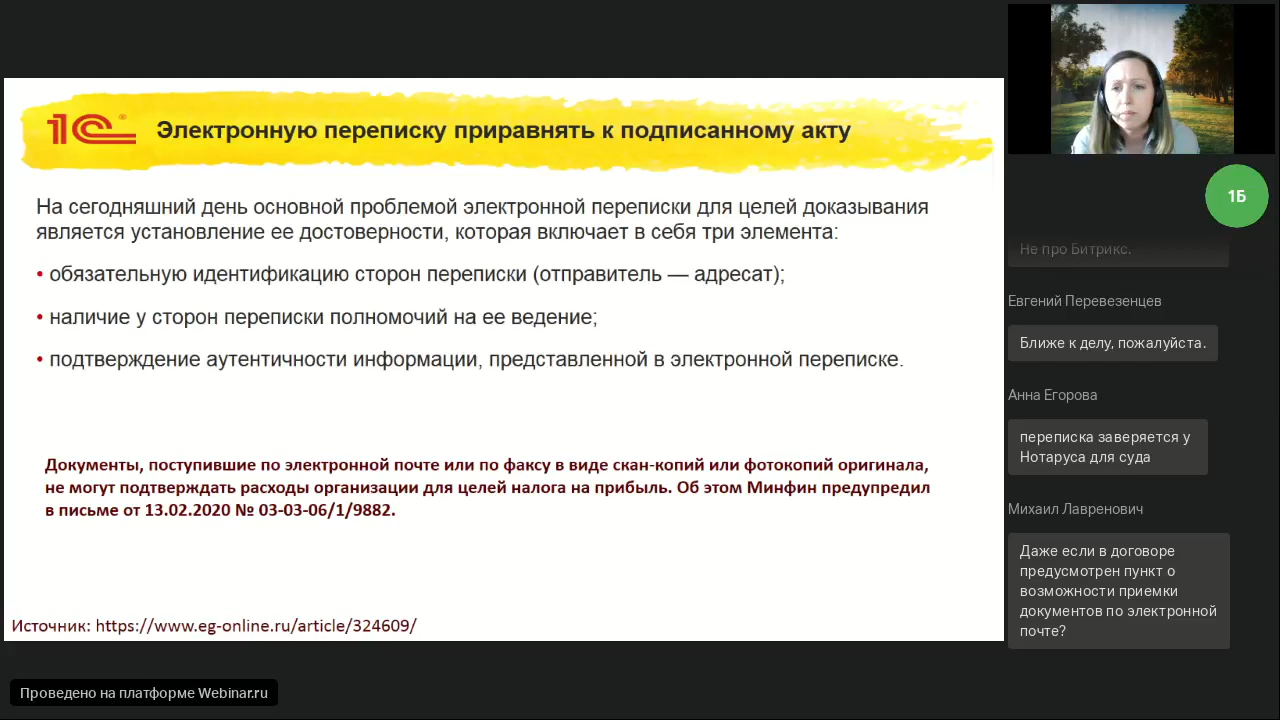 1С®
Электронную переписку приравнять к подписанному акту
На сегодняшний день основной проблемой электронной переписки для целей доказывания
является установление ее достоверности, которая включает в себя три элемента:
• обязательную идентификацию сторон переписки (отправитель — адресат);
• наличие у сторон переписки полномочий на ее ведение;
• подтверждение аутентичности информации, представленной в электронной переписке.
Документы, поступившие по электронной почте или по факсу в виде скан-копий или фотокопий оригинала,
не могут подтверждать расходы организации для целей налога на прибыль. Об этом Минфин предупредил
в письме от 13.02.2020 № 03-03-06/1/9882.
Источник: https://www.eg-online.ru/article/324609/
Проведено на платформе Webinar.ru
1Б
Не про Битрикс.
Евгений Перевезенцев
Ближе к делу, пожалуйста.
Анна Егорова
переписка заверяется у
Нотаруса для суда
Михаил Лавренович
Даже если в договоре
предусмотрен пункт о
возможности приемки
документов по электронной
почте?